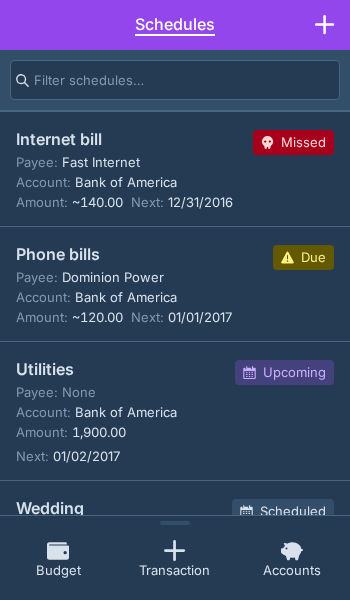 Schedules
Filter schedules...
Internet bill
Missed
Payee: Fast Internet
Account: Bank of America
Amount: ~140.00 Next: 12/31/2016
Phone bills
Due
Payee: Dominion Power
Account: Bank of America
Amount: ~120.00 Next: 01/01/2017
Utilities
Upcoming
Payee: None
Account: Bank of America
Amount: 1,900.00
Next: 01/02/2017
Wedding
Scheduled
Budget
Transaction
Accounts